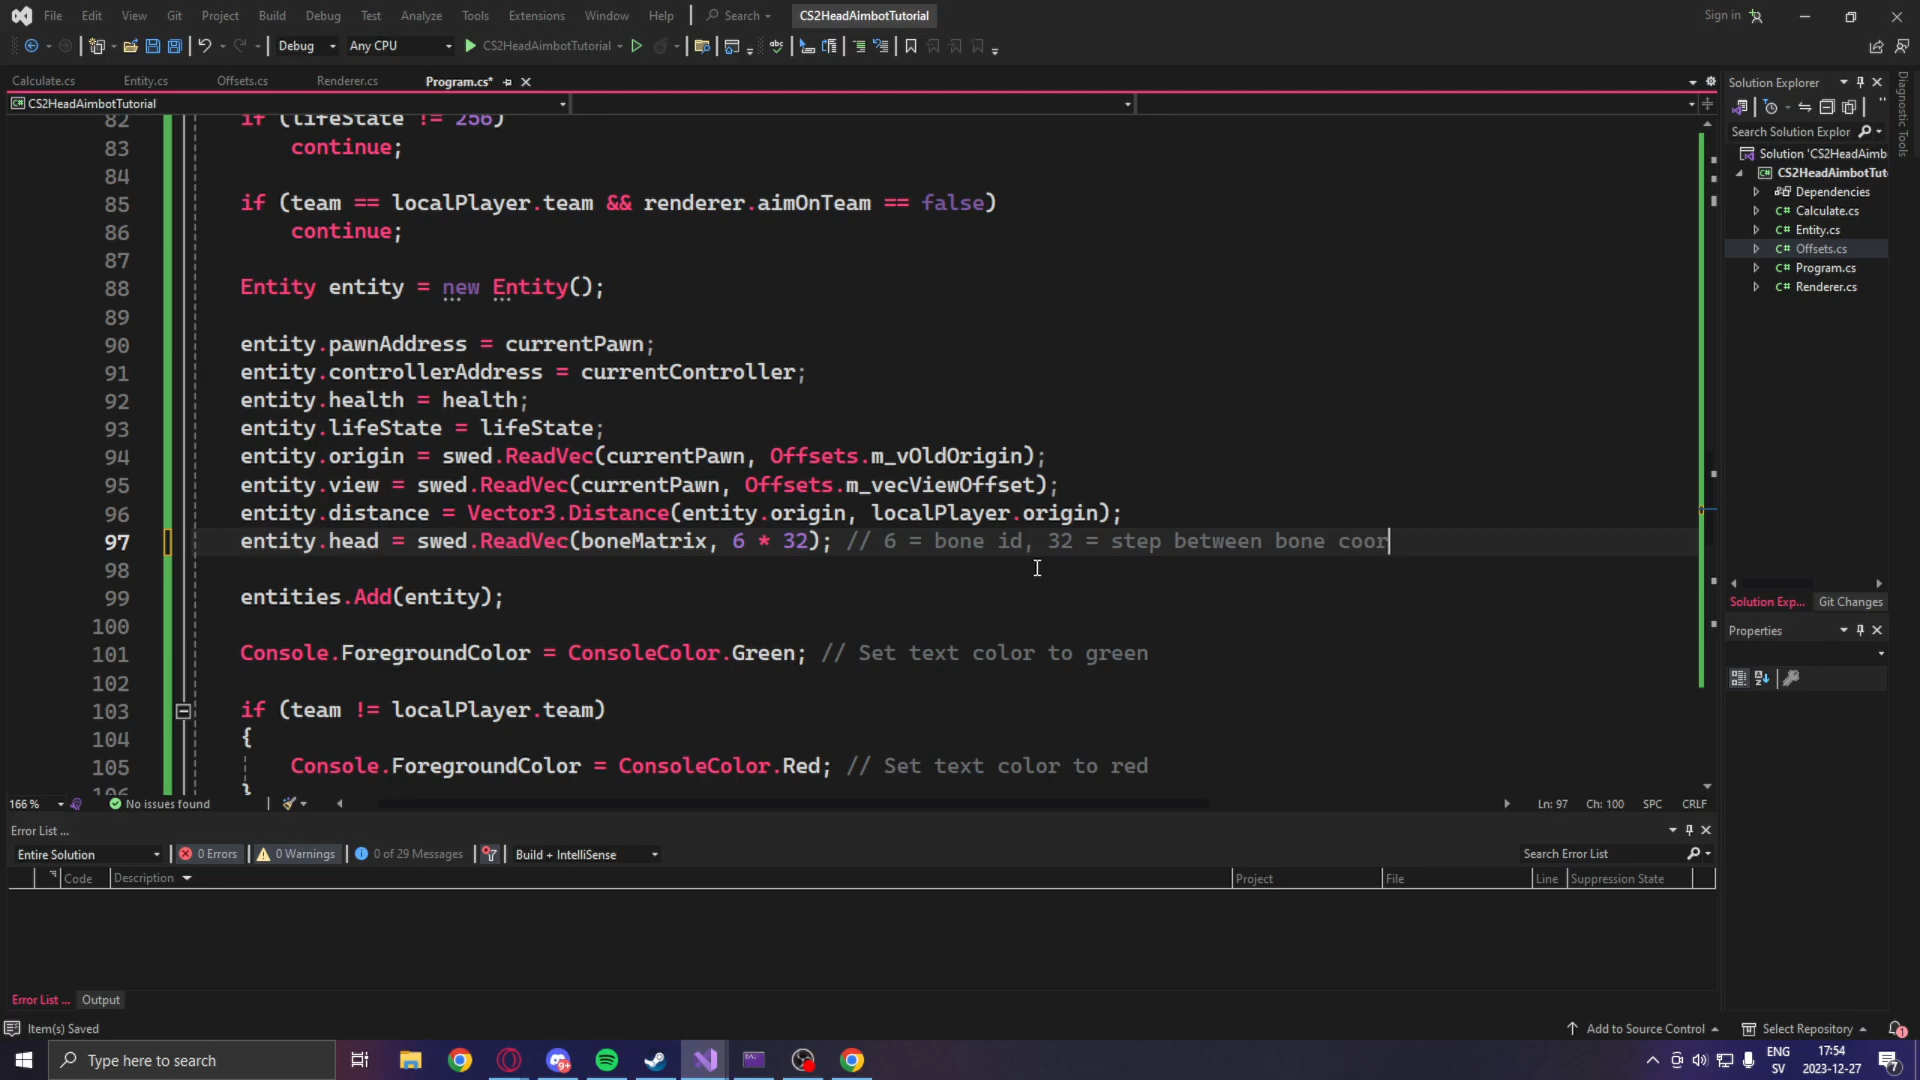 File Edit View Git Project Build Debug Test Analyze Tools Extensions Window Help Search CS2HeadAimbotTutorial Sign in
Debug Any CPU CS2HeadAimbotTutorial
Calculate.cs Entity.cs Offsets.cs Renderer.cs Program.cs*
CS2HeadAimbotTutorial
82 if (lifeState != 256)
83 continue;
84
85 if (team == localPlayer.team && renderer.aimOnTeam == false)
86 continue;
87
88 Entity entity = new Entity();
89
90 entity.pawnAddress = currentPawn;
91 entity.controllerAddress = currentController;
92 entity.health = health;
93 entity.lifeState = lifeState;
94 entity.origin = swed.ReadVec(currentPawn, Offsets.m_vOldOrigin);
95 entity.view = swed.ReadVec(currentPawn, Offsets.m_vecViewOffset);
96 entity.distance = Vector3.Distance(entity.origin, localPlayer.origin);
97 entity.head = swed.ReadVec(boneMatrix, 6 * 32); // 6 = bone id, 32 = step between bone coor
98
99 entities.Add(entity);
100
101 Console.ForegroundColor = ConsoleColor.Green; // Set text color to green
102
103 if (team != localPlayer.team)
104 {
105 Console.ForegroundColor = ConsoleColor.Red; // Set text color to red
106 }
166 % No issues found Ln: 97 Ch: 100 SPC CRLF
Error List ...
Entire Solution 0 Errors 0 Warnings 0 of 29 Messages Build + IntelliSense Search Error List
Code Description Project File Line Suppression State
Error List ... Output
Item(s) Saved Add to Source Control Select Repository 1
Solution Explorer
Search Solution Explor
Solution 'CS2HeadAimb
CS2HeadAimbotTut
Dependencies
C# Calculate.cs
C# Entity.cs
C# Offsets.cs
C# Program.cs
C# Renderer.cs
Solution Exp... Git Changes
Properties
Diagnostic Tools
Type here to search 9+ ENG SV 17:54 2023-12-27 7